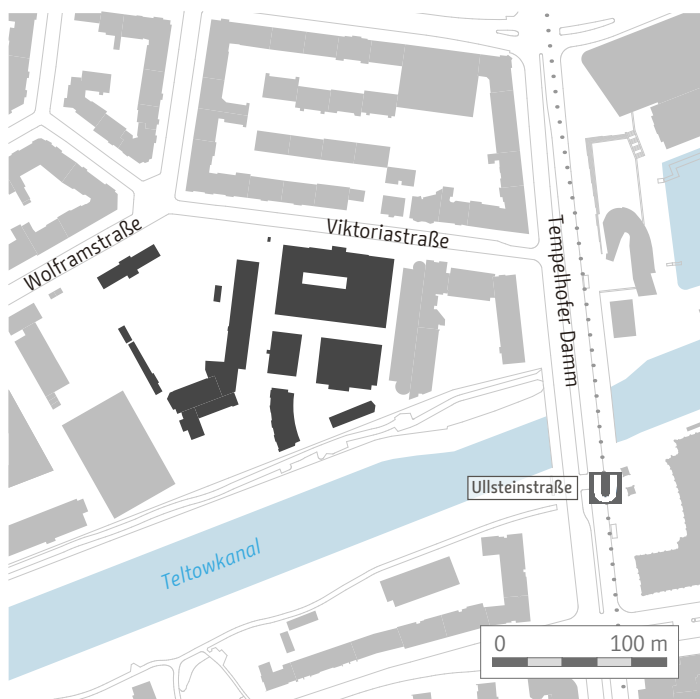 Wolframstraße
Viktoriastraße
Tempelhofer Damm
Ullsteinstraße
U
Teltowkanal
0 100 m